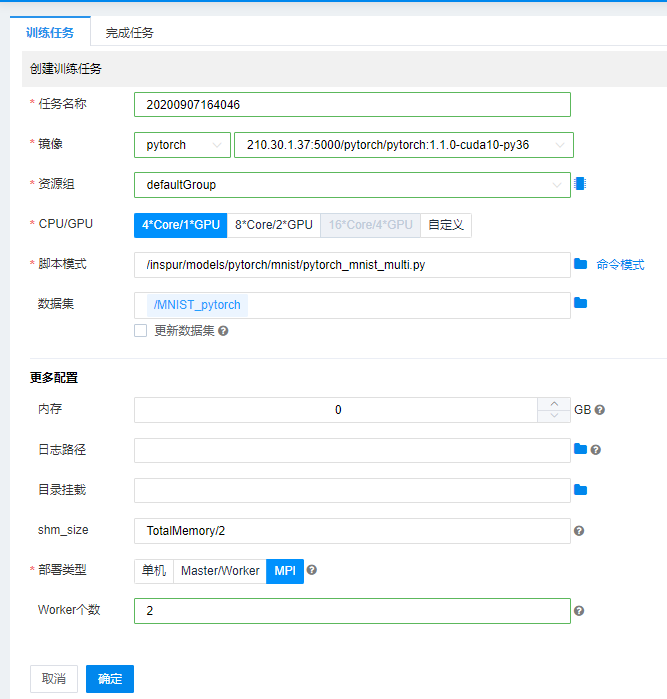 训练任务 完成任务
创建训练任务
* 任务名称 20200907164046
* 镜像 pytorch 210.30.1.37:5000/pytorch/pytorch:1.1.0-cuda10-py36
* 资源组 defaultGroup
* CPU/GPU 4*Core/1*GPU 8*Core/2*GPU 16*Core/4*GPU 自定义
* 脚本模式 /inspur/models/pytorch/mnist/pytorch_mnist_multi.py 命令模式
数据集 /MNIST_pytorch
更新数据集 ?
更多配置
内存 0 GB ?
日志路径 ?
目录挂载
shm_size TotalMemory/2 ?
* 部署类型 单机 Master/Worker MPI ?
Worker个数 2 ?
取消 确定